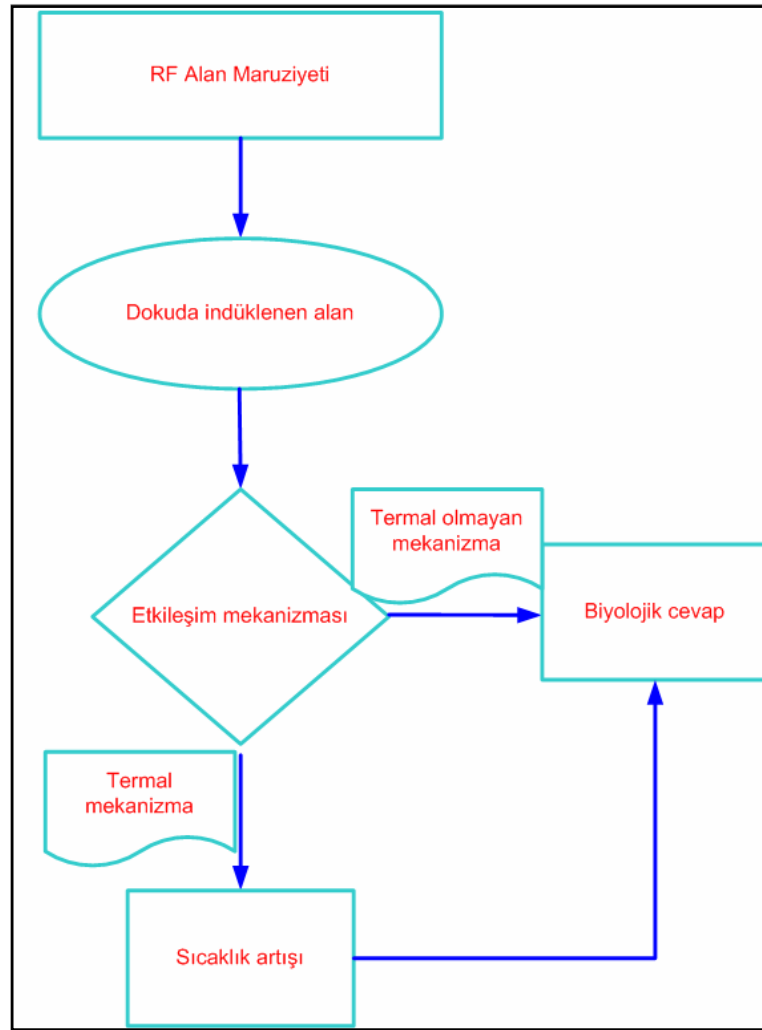 RF Alan Maruziyeti
Dokuda indüklenen alan
Termal olmayan
mekanizma
Etkileşim mekanizması
Biyolojik cevap
Termal
mekanizma
Sıcaklık artışı